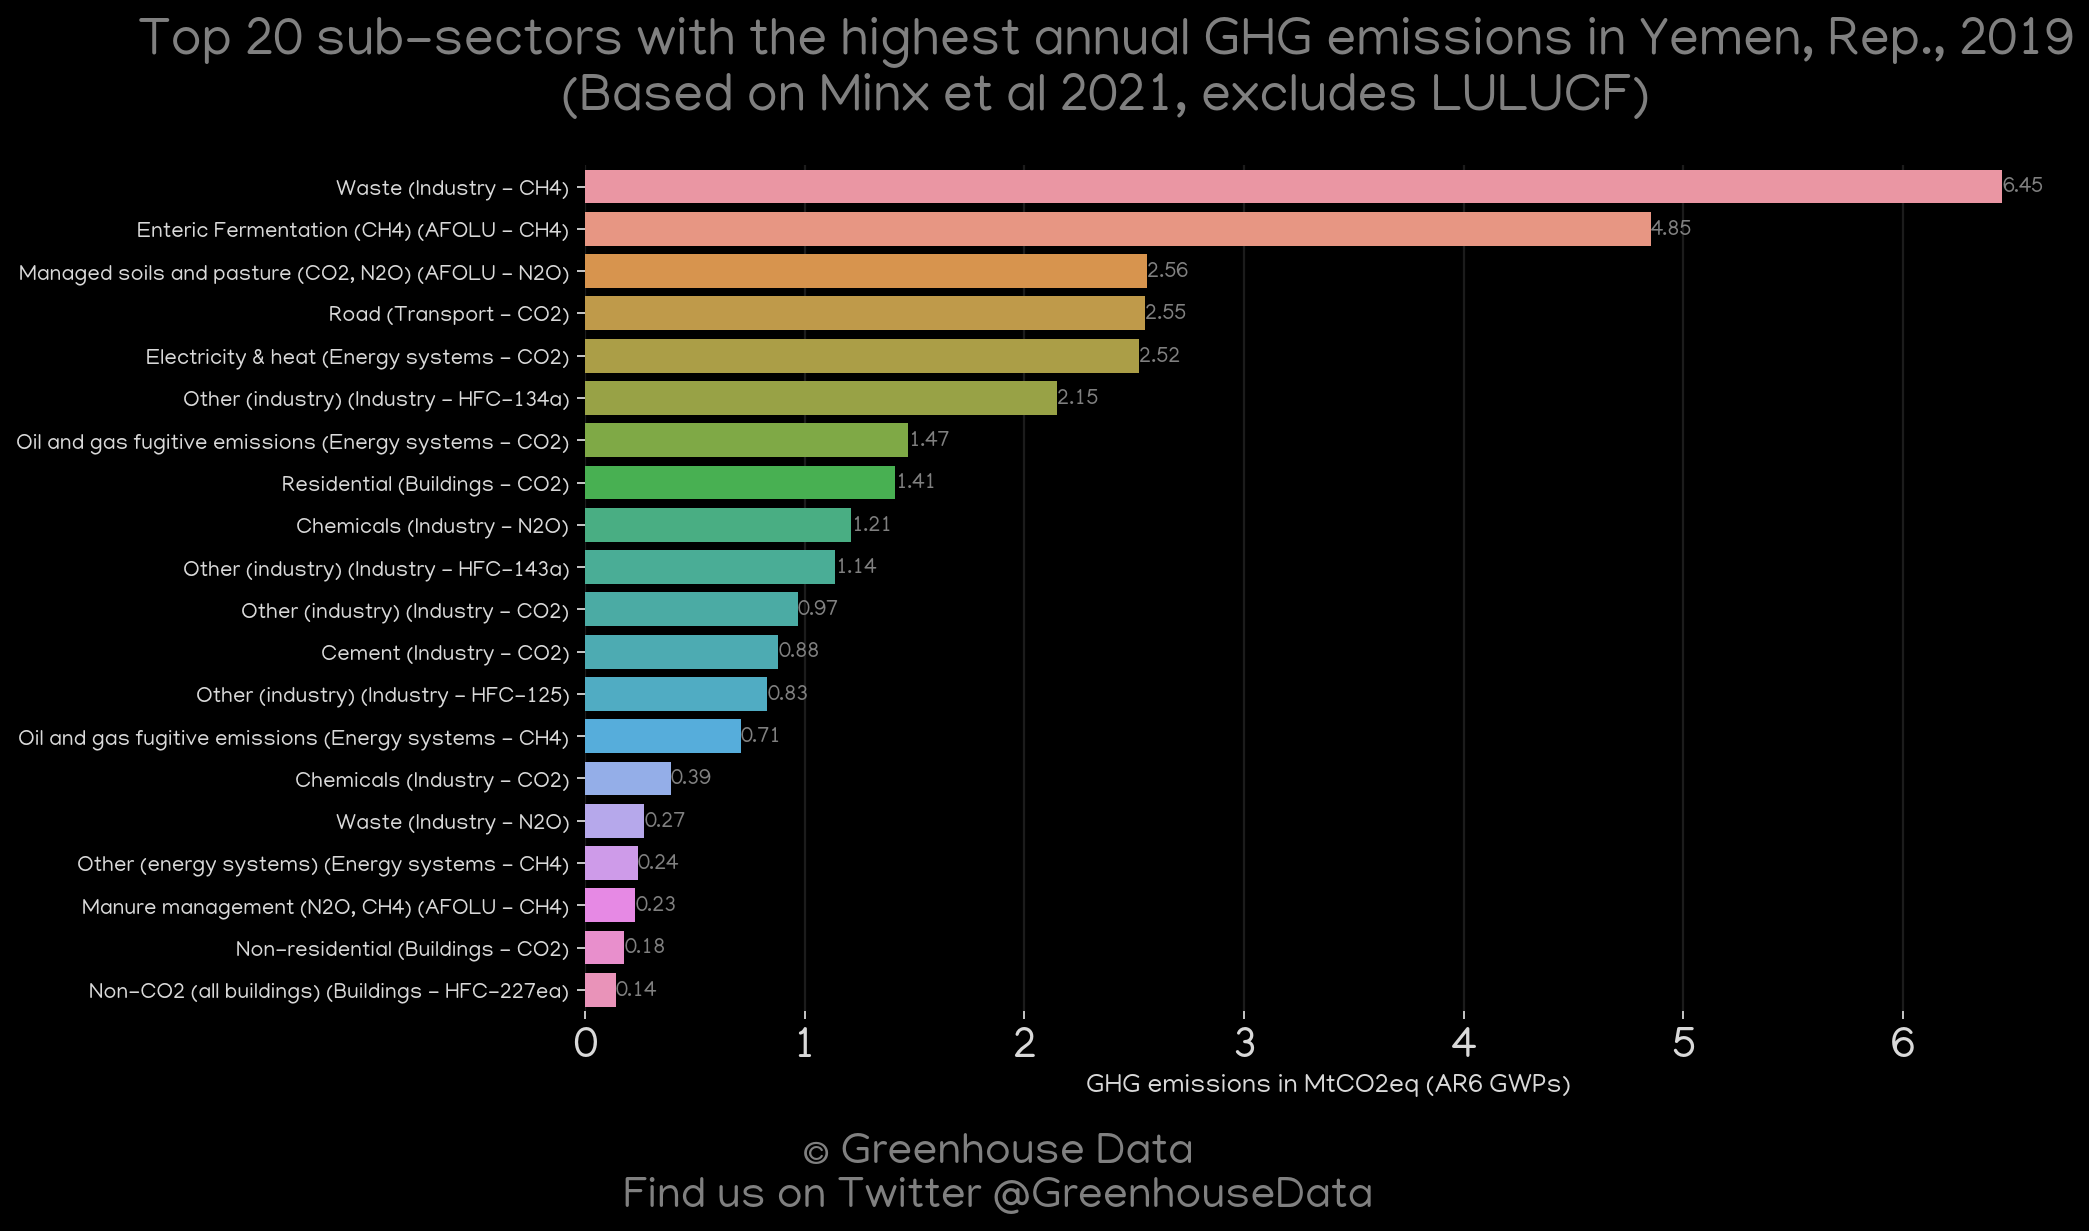 Top 20 sub-sectors with the highest annual GHG emissions in Yemen, Rep., 2019
(Based on Minx et al 2021, excludes LULUCF)
Waste (Industry - CH4) 6.45
Enteric Fermentation (CH4) (AFOLU - CH4) 4.85
Managed soils and pasture (CO2, N2O) (AFOLU - N2O) 2.56
Road (Transport - CO2) 2.55
Electricity & heat (Energy systems - CO2) 2.52
Other (industry) (Industry - HFC-134a) 2.15
Oil and gas fugitive emissions (Energy systems - CO2) 1.47
Residential (Buildings - CO2) 1.41
Chemicals (Industry - N2O) 1.21
Other (industry) (Industry - HFC-143a) 1.14
Other (industry) (Industry - CO2) 0.97
Cement (Industry - CO2) 0.88
Other (industry) (Industry - HFC-125) 0.83
Oil and gas fugitive emissions (Energy systems - CH4) 0.71
Chemicals (Industry - CO2) 0.39
Waste (Industry - N2O) 0.27
Other (energy systems) (Energy systems - CH4) 0.24
Manure management (N2O, CH4) (AFOLU - CH4) 0.23
Non-residential (Buildings - CO2) 0.18
Non-CO2 (all buildings) (Buildings - HFC-227ea) 0.14
0 1 2 3 4 5 6
GHG emissions in MtCO2eq (AR6 GWPs)
© Greenhouse Data
Find us on Twitter @GreenhouseData